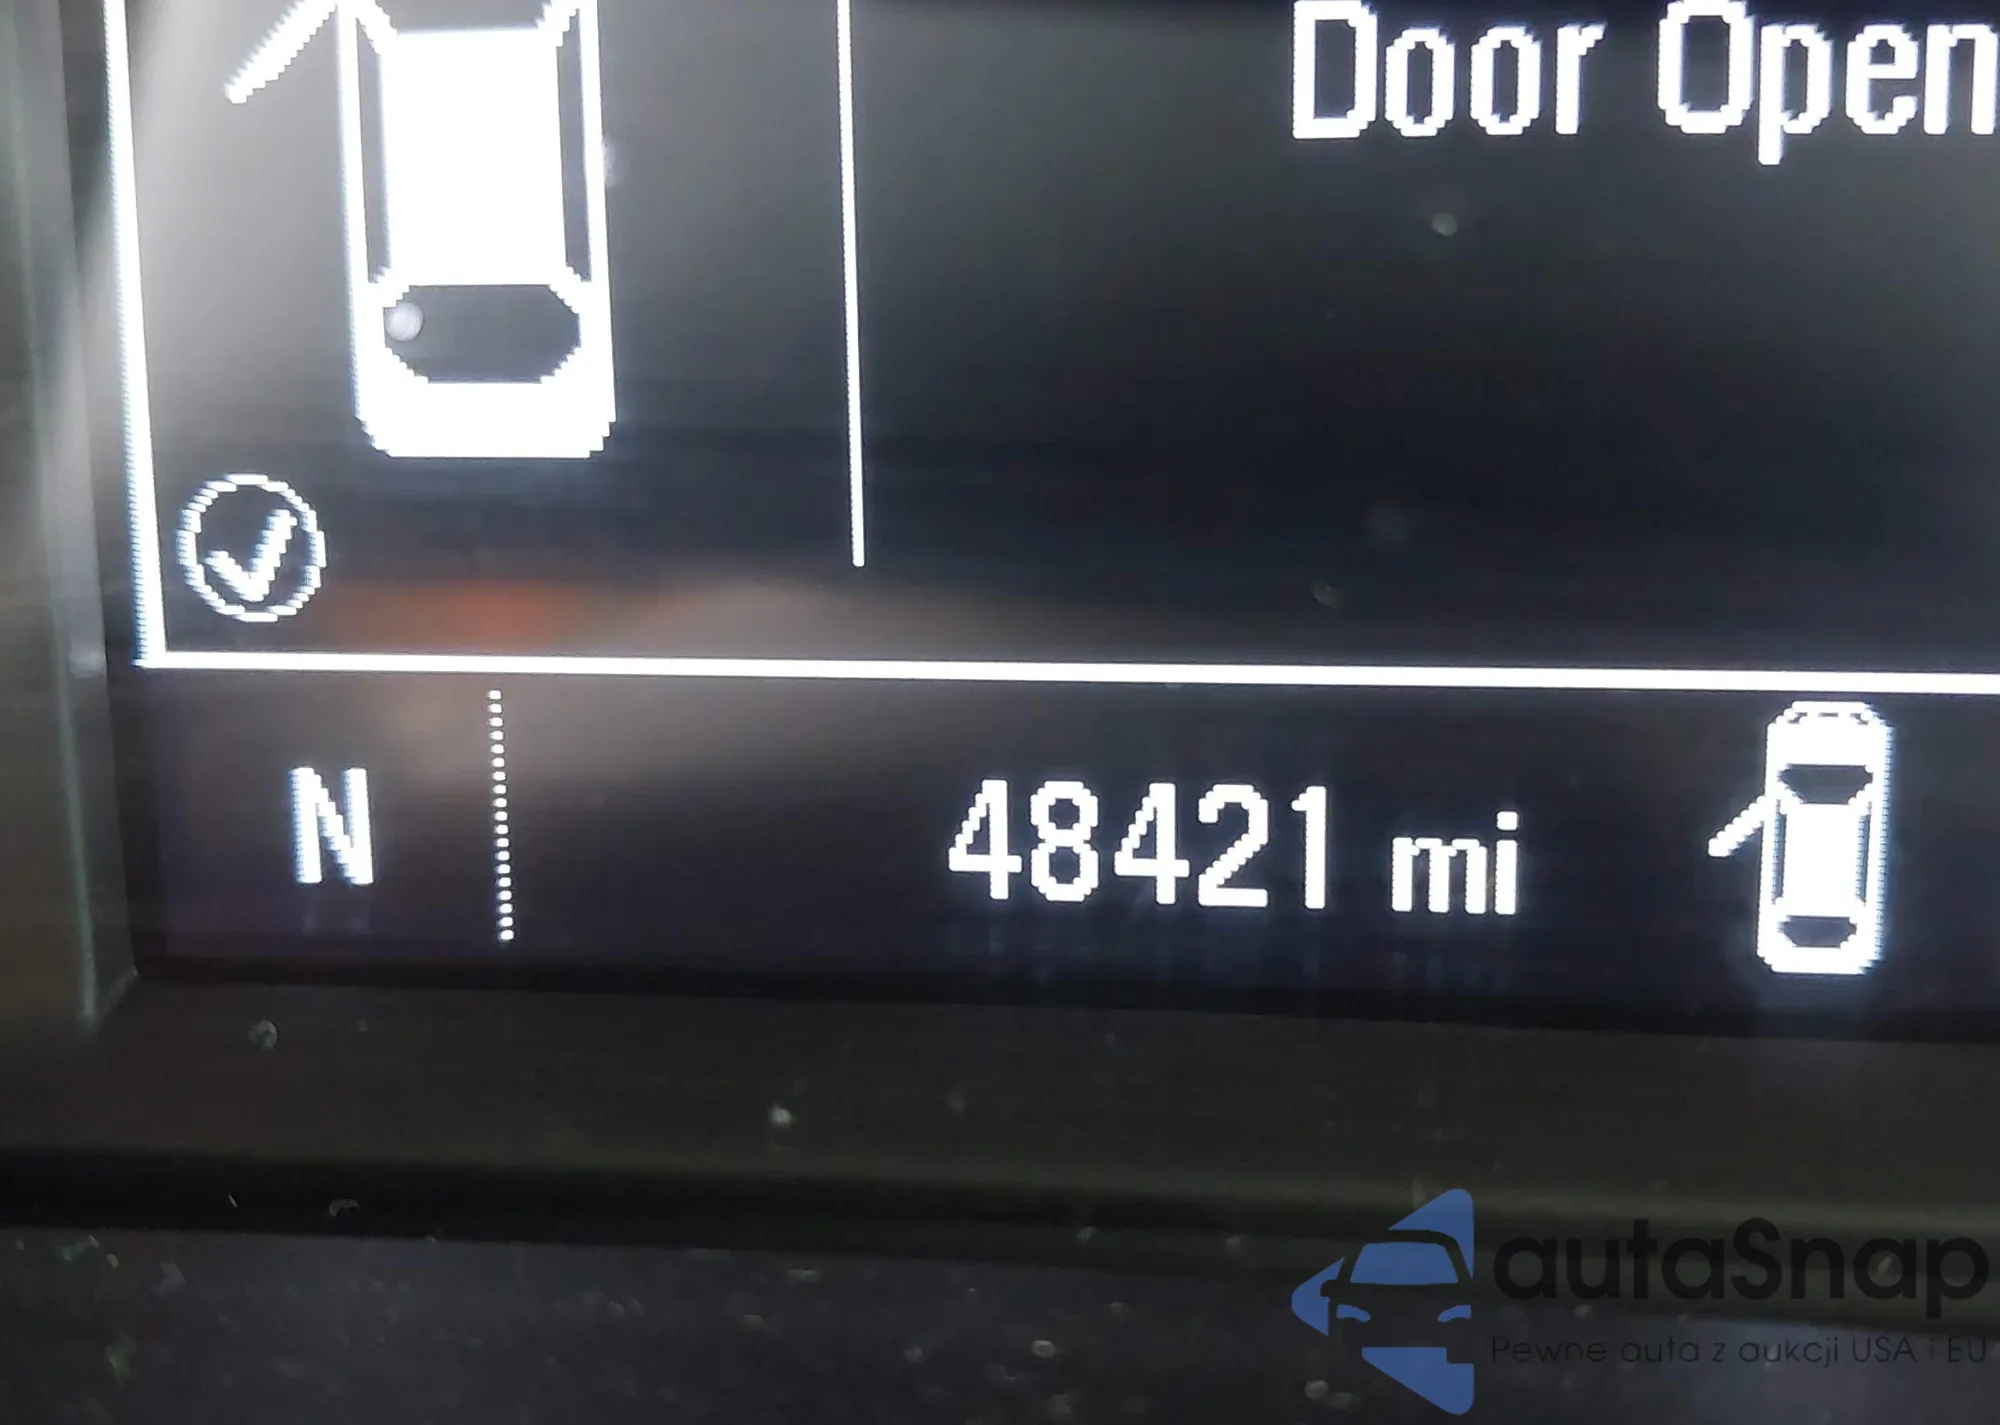 Door Open
N
48421 mi
autaSnap
Pewne auta z aukcji USA i EU